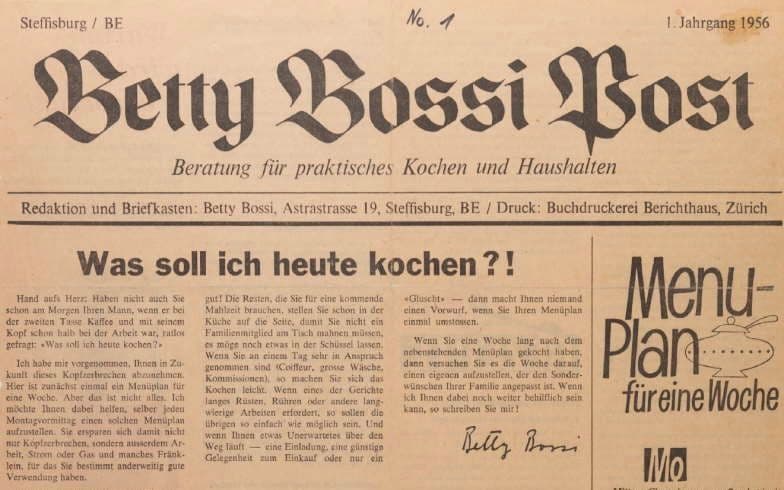 Steffisburg / BE
No. 1
1. Jahrgang 1956
Betty Bossi Post
Beratung für praktisches Kochen und Haushalten
Redaktion und Briefkasten: Betty Bossi, Astrastrasse 19, Steffisburg, BE / Druck: Buchdruckerei Berichthaus, Zürich
Was soll ich heute kochen?!
Hand aufs Herz: Haben nicht auch Sie
schon am Morgen Ihren Mann, wenn er bei
der zweiten Tasse Kaffee und mit seinem
Kopf schon halb bei der Arbeit war, ratlos
gefragt: «Was soll ich heute kochen?»
Ich habe mir vorgenommen, Ihnen in Zu-
kunft dieses Kopfzerbrechen abzunehmen.
Hier ist zunächst einmal ein Menüplan für
eine Woche. Aber das ist nicht alles. Ich
möchte Ihnen dabei helfen, selber jeden
Montagvormittag einen solchen Menüplan
aufzustellen. Sie ersparen sich damit nicht
nur Kopfzerbrechen, sondern ausserdem Ar-
beit, Strom oder Gas und manches Fränk-
lein, für das Sie bestimmt anderweitig gute
Verwendung haben.
gut! Die Resten, die Sie für eine kommende
Mahlzeit brauchen, stellen Sie schon in der
Küche auf die Seite, damit Sie nicht ein
Familienmitglied am Tisch mahnen müssen,
es möge noch etwas in der Schüssel lassen.
Wenn Sie an einem Tag sehr in Anspruch
genommen sind (Coiffeur, grosse Wäsche,
Kommissionen), so machen Sie sich das
Kochen leicht. Wenn eines der Gerichte
langes Rüsten, Rühren oder andere lang-
wierige Arbeiten erfordert, so sollen die
übrigen so einfach wie möglich sein. Und
wenn Ihnen etwas Unerwartetes über den
Weg läuft — eine Einladung, eine günstige
Gelegenheit zum Einkauf oder nur ein
«Gluscht» — dann macht Ihnen niemand
einen Vorwurf, wenn Sie Ihren Menüplan
einmal umstossen.
Wenn Sie eine Woche lang nach dem
nebenstehenden Menüplan gekocht haben,
dann versuchen Sie es die Woche darauf,
einen eigenen aufzustellen, der den Sonder-
wünschen Ihrer Familie angepasst ist. Wenn
ich Ihnen dabei noch weiter behilflich sein
kann, so schreiben Sie mir!
Betty Bossi
Menu-
Plan
für eine Woche
Mo